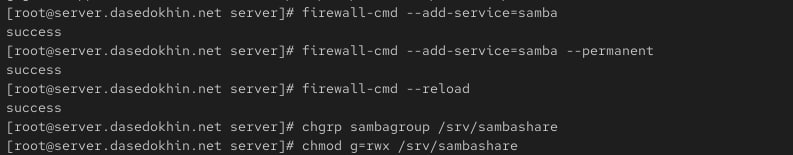 [root@server.dasedokhin.net server]# firewall-cmd --add-service=samba
success
[root@server.dasedokhin.net server]# firewall-cmd --add-service=samba --permanent
success
[root@server.dasedokhin.net server]# firewall-cmd --reload
success
[root@server.dasedokhin.net server]# chgrp sambagroup /srv/sambashare
[root@server.dasedokhin.net server]# chmod g=rwx /srv/sambashare